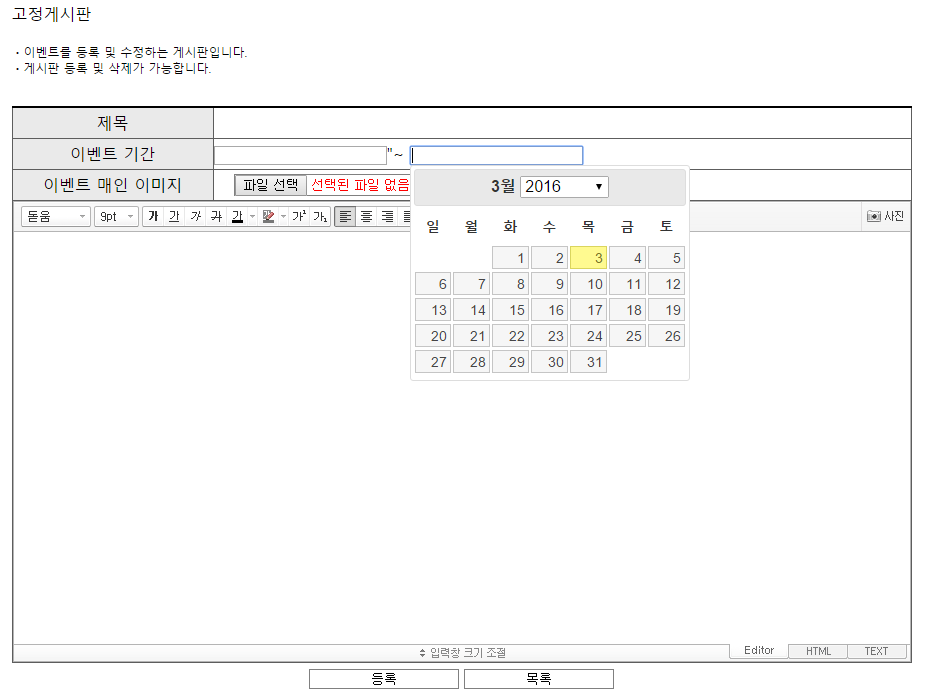 고정게시판
· 이벤트를 등록 및 수정하는 게시판입니다.
· 게시판 등록 및 삭제가 가능합니다.
제목
이벤트 기간 "~
이벤트 매인 이미지 파일 선택 선택된 파일 없음
3월 2016
돋움 9pt 가 가 가 가 가 가² 가₁ 사진
일 월 화 수 목 금 토
1 2 3 4 5
6 7 8 9 10 11 12
13 14 15 16 17 18 19
20 21 22 23 24 25 26
27 28 29 30 31
입력창 크기 조절 Editor HTML TEXT
등록 목록